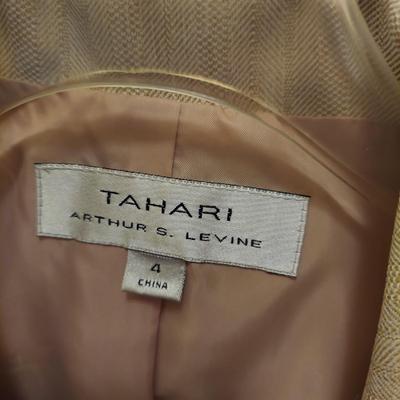 TAHARI
ARTHUR S. LEVINE
4
CHINA